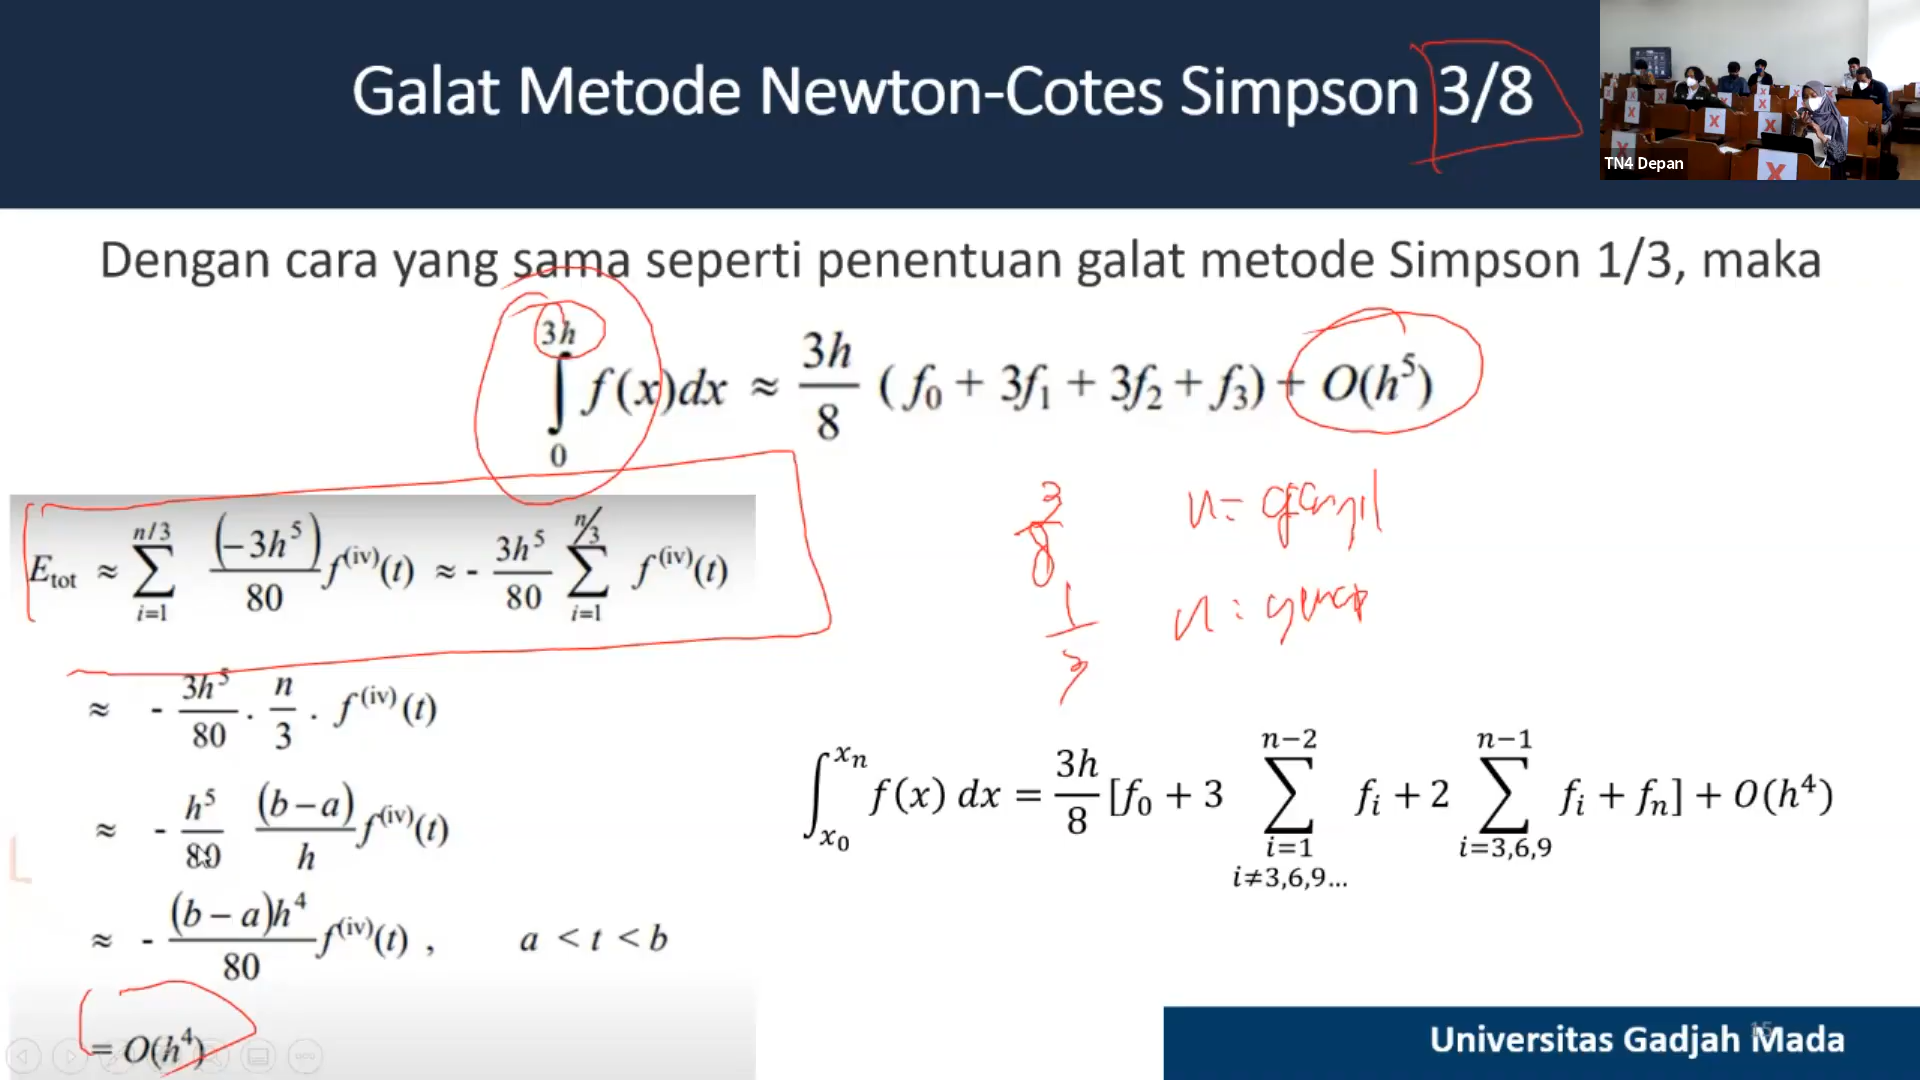 Galat Metode Newton-Cotes Simpson 3/8
TN4 Depan
X X X X X X
Dengan cara yang sama seperti penentuan galat metode Simpson 1/3, maka
∫₀³ʰ f(x)dx ≈ 3h/8 (f₀ + 3f₁ + 3f₂ + f₃) + O(h⁵)
E_tot ≈ Σ_{i=1}^{n/3} (−3h⁵)/80 f⁽ⁱᵛ⁾(t) ≈ - 3h⁵/80 Σ_{i=1}^{n/3} f⁽ⁱᵛ⁾(t)
3/8 n = ganjil
1/3 n = genap
≈ - 3h⁵/80 . n/3 . f⁽ⁱᵛ⁾(t)
≈ - h⁵/80 (b−a)/h f⁽ⁱᵛ⁾(t)
≈ - (b−a)h⁴/80 f⁽ⁱᵛ⁾(t) , a < t < b
= O(h⁴)
∫_{x₀}^{xₙ} f(x) dx = 3h/8 [f₀ + 3 Σ_{i=1, i≠3,6,9...}^{n−2} fᵢ + 2 Σ_{i=3,6,9}^{n−1} fᵢ + fₙ] + O(h⁴)
15
Universitas Gadjah Mada